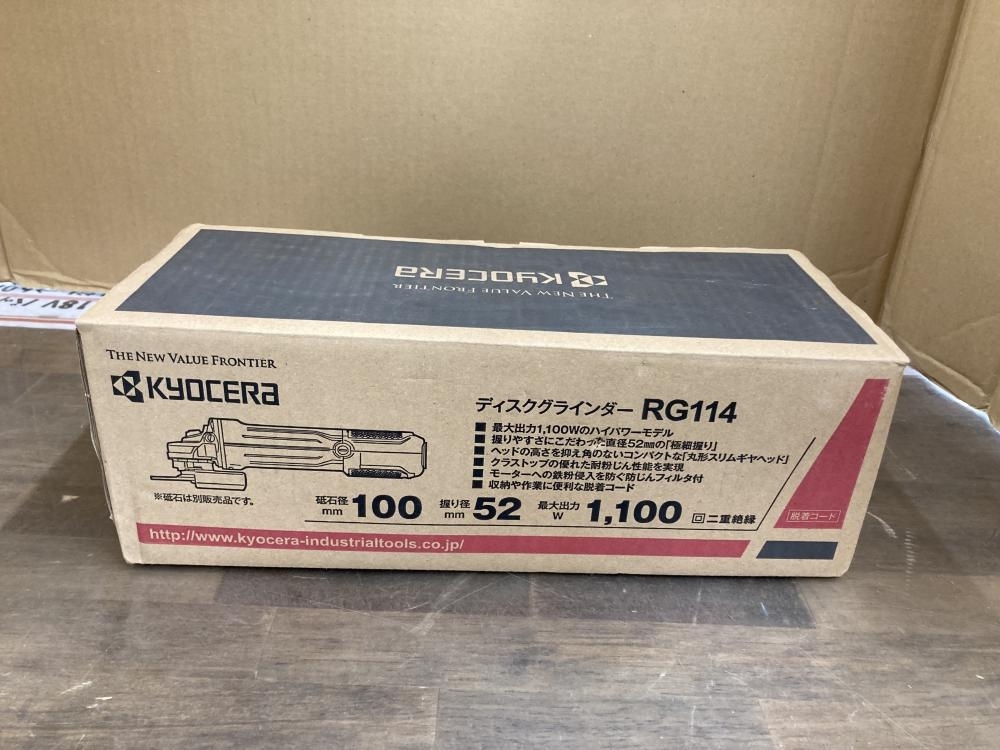 KYOCERA
THE NEW VALUE FRONTIER
18V
THE NEW VALUE FRONTIER
KYOCERA
ディスクグラインダー RG114
■最大出力1,100Wのハイパワーモデル
■握りやすさにこだわった直径52㎜の「極細握り」
■ヘッドの高さを抑え角のないコンパクトな「丸形スリムギヤヘッド」
■クラストップの優れた耐粉じん性能を実現
■モーターへの鉄粉侵入を防ぐ防じんフィルタ付
■収納や作業に便利な脱着コード
※砥石は別販売品です。
砥石径 mm 100 握り径 mm 52 最大出力 W 1,100 回二重絶縁
脱着コード
http://www.kyocera-industrialtools.co.jp/